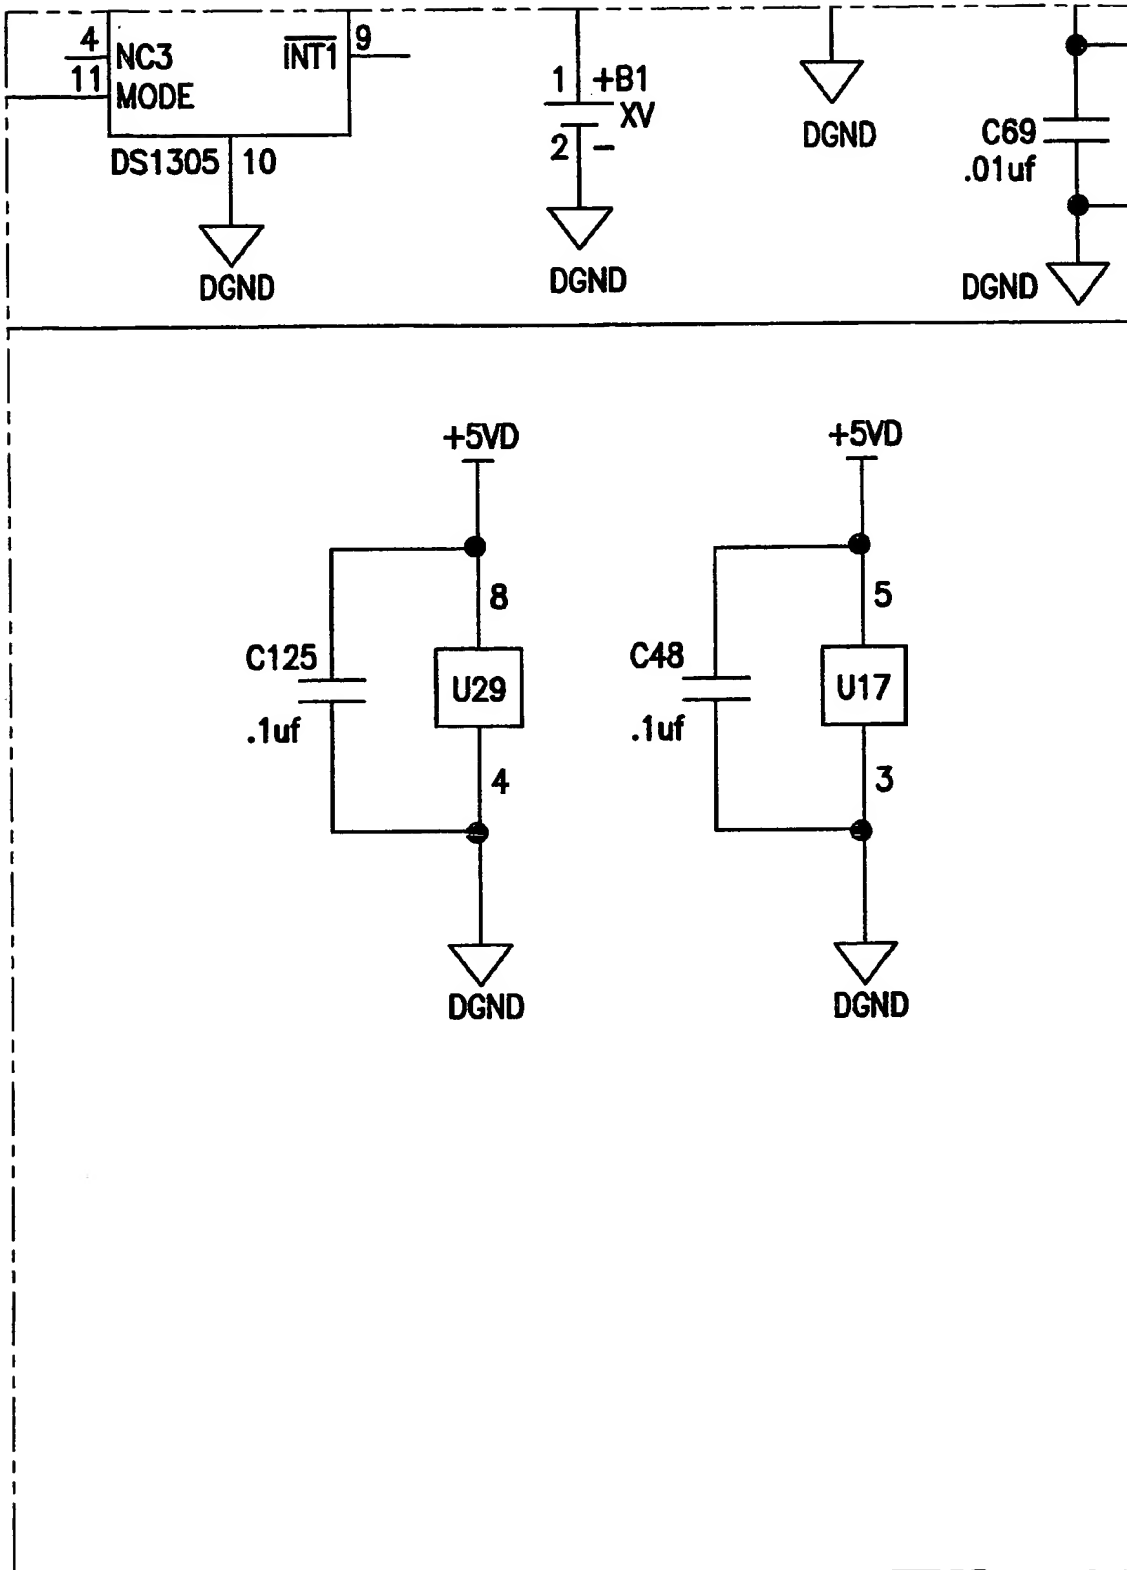 4 NC3 INT1 9
11 MODE
DS1305 10
DGND
1 +B1
XV
2 -
DGND
DGND
C69
.01uf
DGND
+5VD
8
C125
U29
.1uf
4
DGND
+5VD
5
C48
U17
.1uf
3
DGND